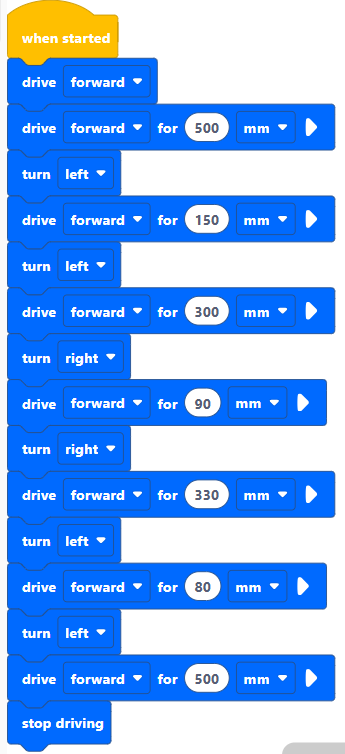 when started
drive forward
drive forward for 500 mm
turn left
drive forward for 150 mm
turn left
drive forward for 300 mm
turn right
drive forward for 90 mm
turn right
drive forward for 330 mm
turn left
drive forward for 80 mm
turn left
drive forward for 500 mm
stop driving